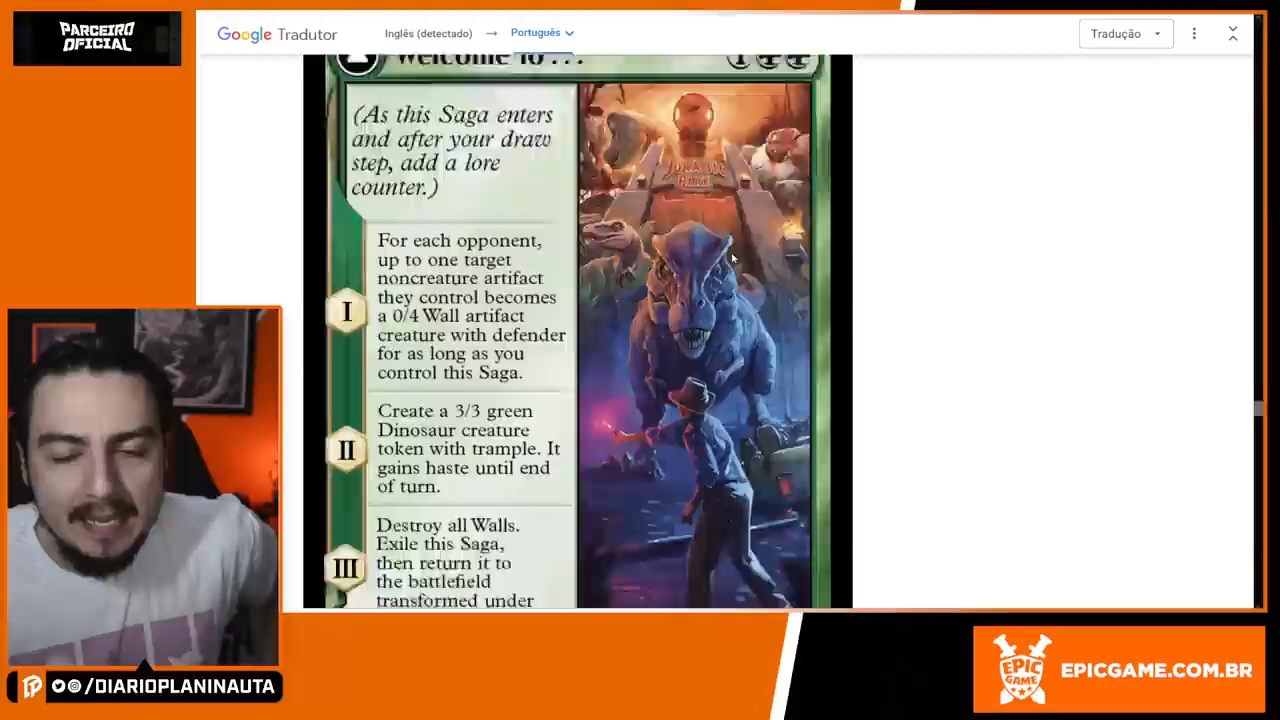 PARCEIRO
OFICIAL
Google Tradutor
Inglês (detectado) → Português
Tradução
Welcome to . . .
(As this Saga enters
and after your draw
step, add a lore
counter.)
I
For each opponent,
up to one target
noncreature artifact
they control becomes
a 0/4 Wall artifact
creature with defender
for as long as you
control this Saga.
II
Create a 3/3 green
Dinosaur creature
token with trample. It
gains haste until end
of turn.
III
Destroy all Walls.
Exile this Saga,
then return it to
the battlefield
transformed under
JURASSIC
/DIARIOPLANINAUTA
EPIC
GAME
EPICGAME.COM.BR